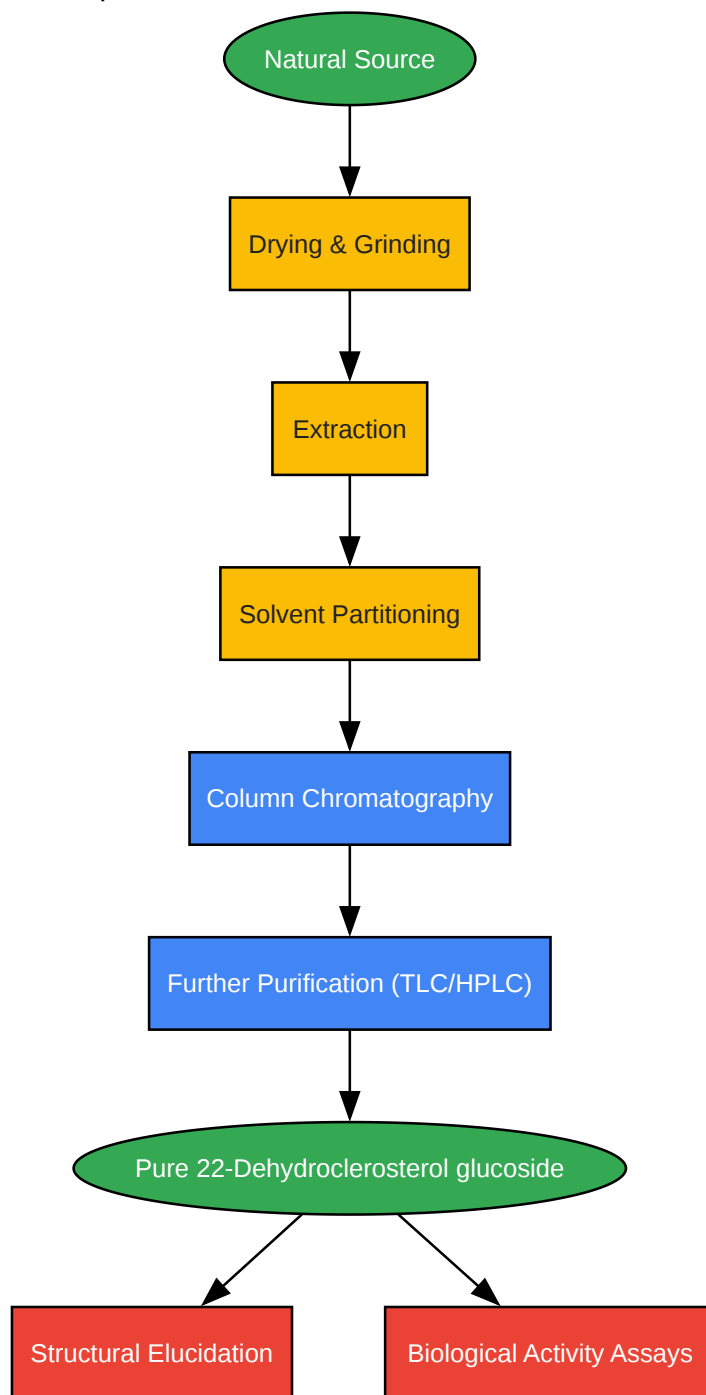 Natural Source
Drying & Grinding
Extraction
Solvent Partitioning
Column Chromatography
Further Purification (TLC/HPLC)
Pure 22-Dehydroclerosterol glucoside
Structural Elucidation
Biological Activity Assays